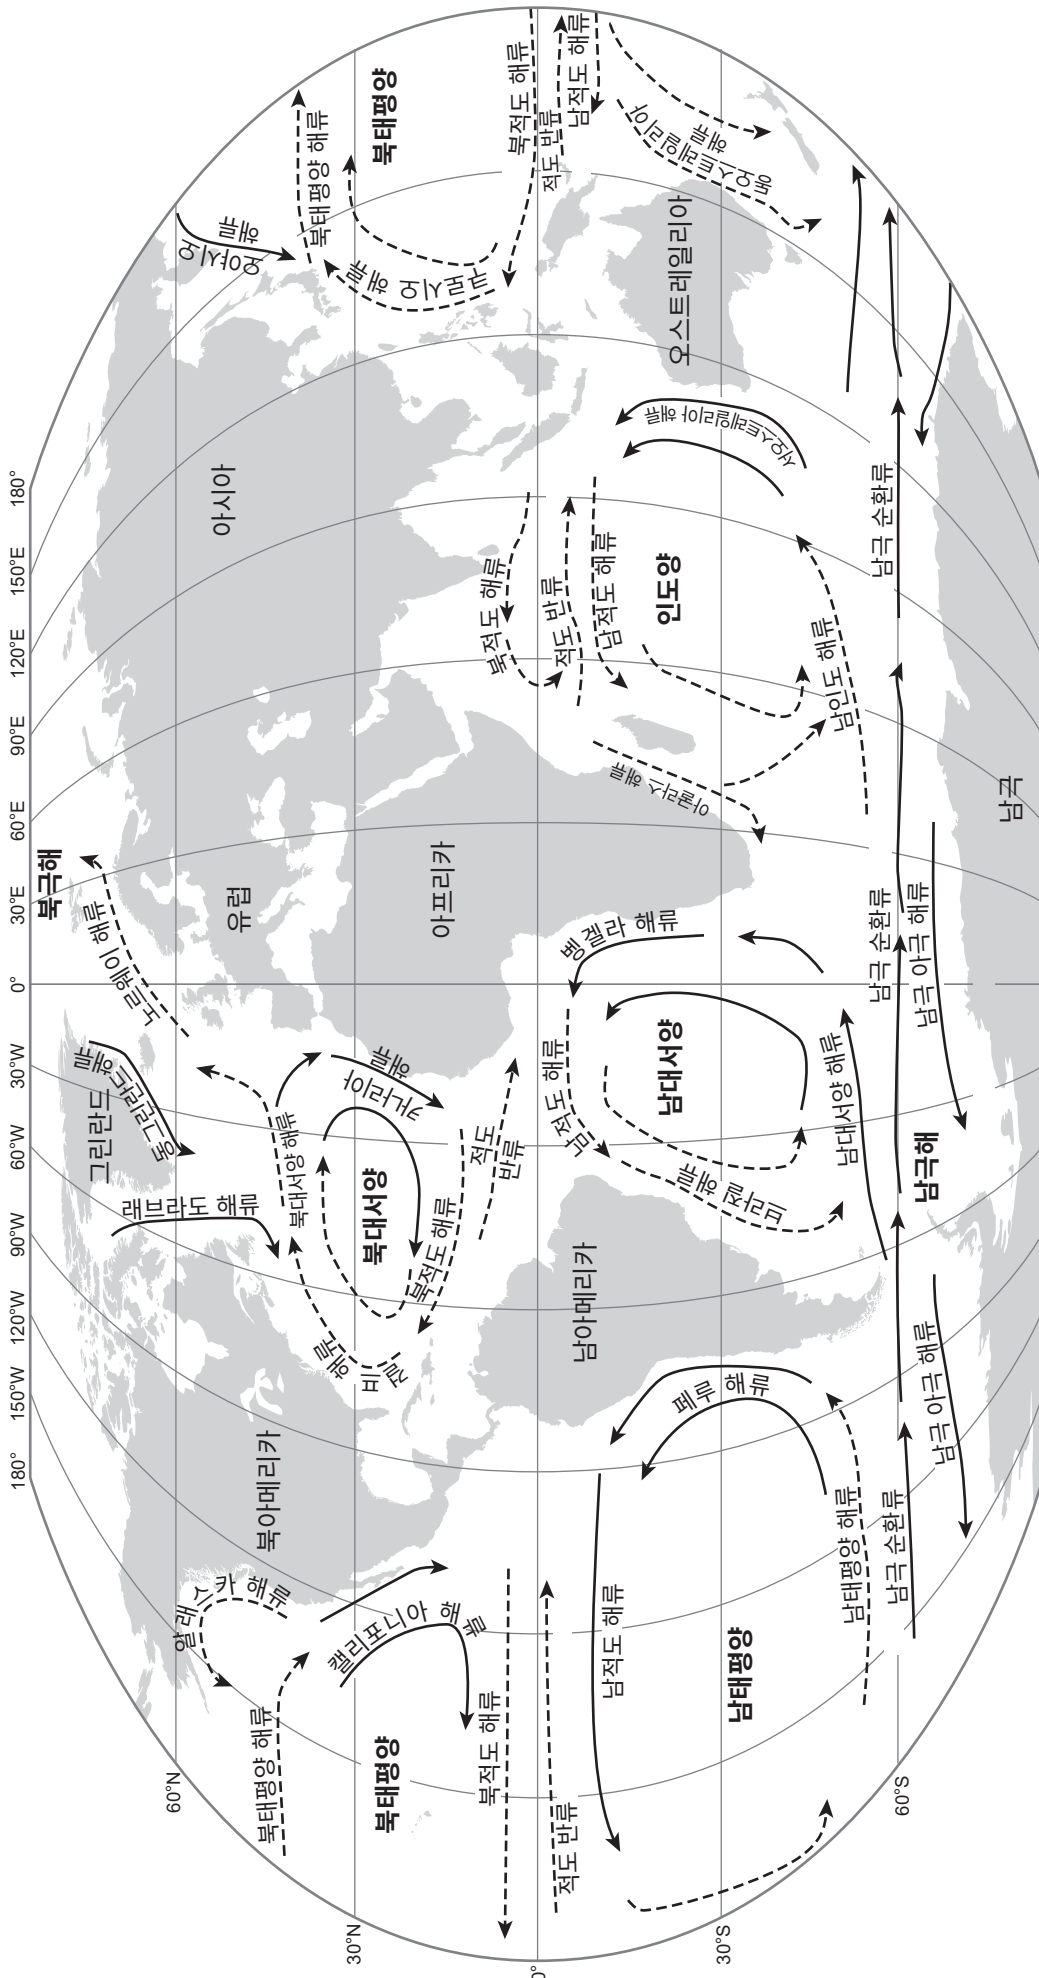 180°
150°W
120°W
90°W
60°W
30°W
0°
30°E
60°E
90°E
120°E
150°E
180°
북극해
그린란드
동그린란드해류
노르웨이 해류
래브라도 해류
60°N
알래스카 해류
북아메리카
유럽
아시아
오야시오
해류
북태평양 해류
북대서양 해류
북태평양 해류
30°N
캘리포니아 해류
멕시
해류
카나리아
해류
쿠로시오 해류
북태평양
북대서양
북태평양
북적도 해류
북적도 해류
적도
반류
아프리카
북적도 해류
북적도 해류
0°
적도 반류
적도 반류
적도 반류
남적도 해류
남적도 해류
남적도 해류
남적도 해류
남아메리카
벵겔라 해류
아굴라스 해류
인도양
오스트레일리아
서오스트레일리아 해류
동오스트레일리아
해류
페루 해류
브라질 해류
남태평양
남대서양
30°S
남태평양 해류
남대서양 해류
남인도 해류
남극 순환류
남극 순환류
남극 순환류
60°S
남극 아극 해류
남극해
남극 아극 해류
남극